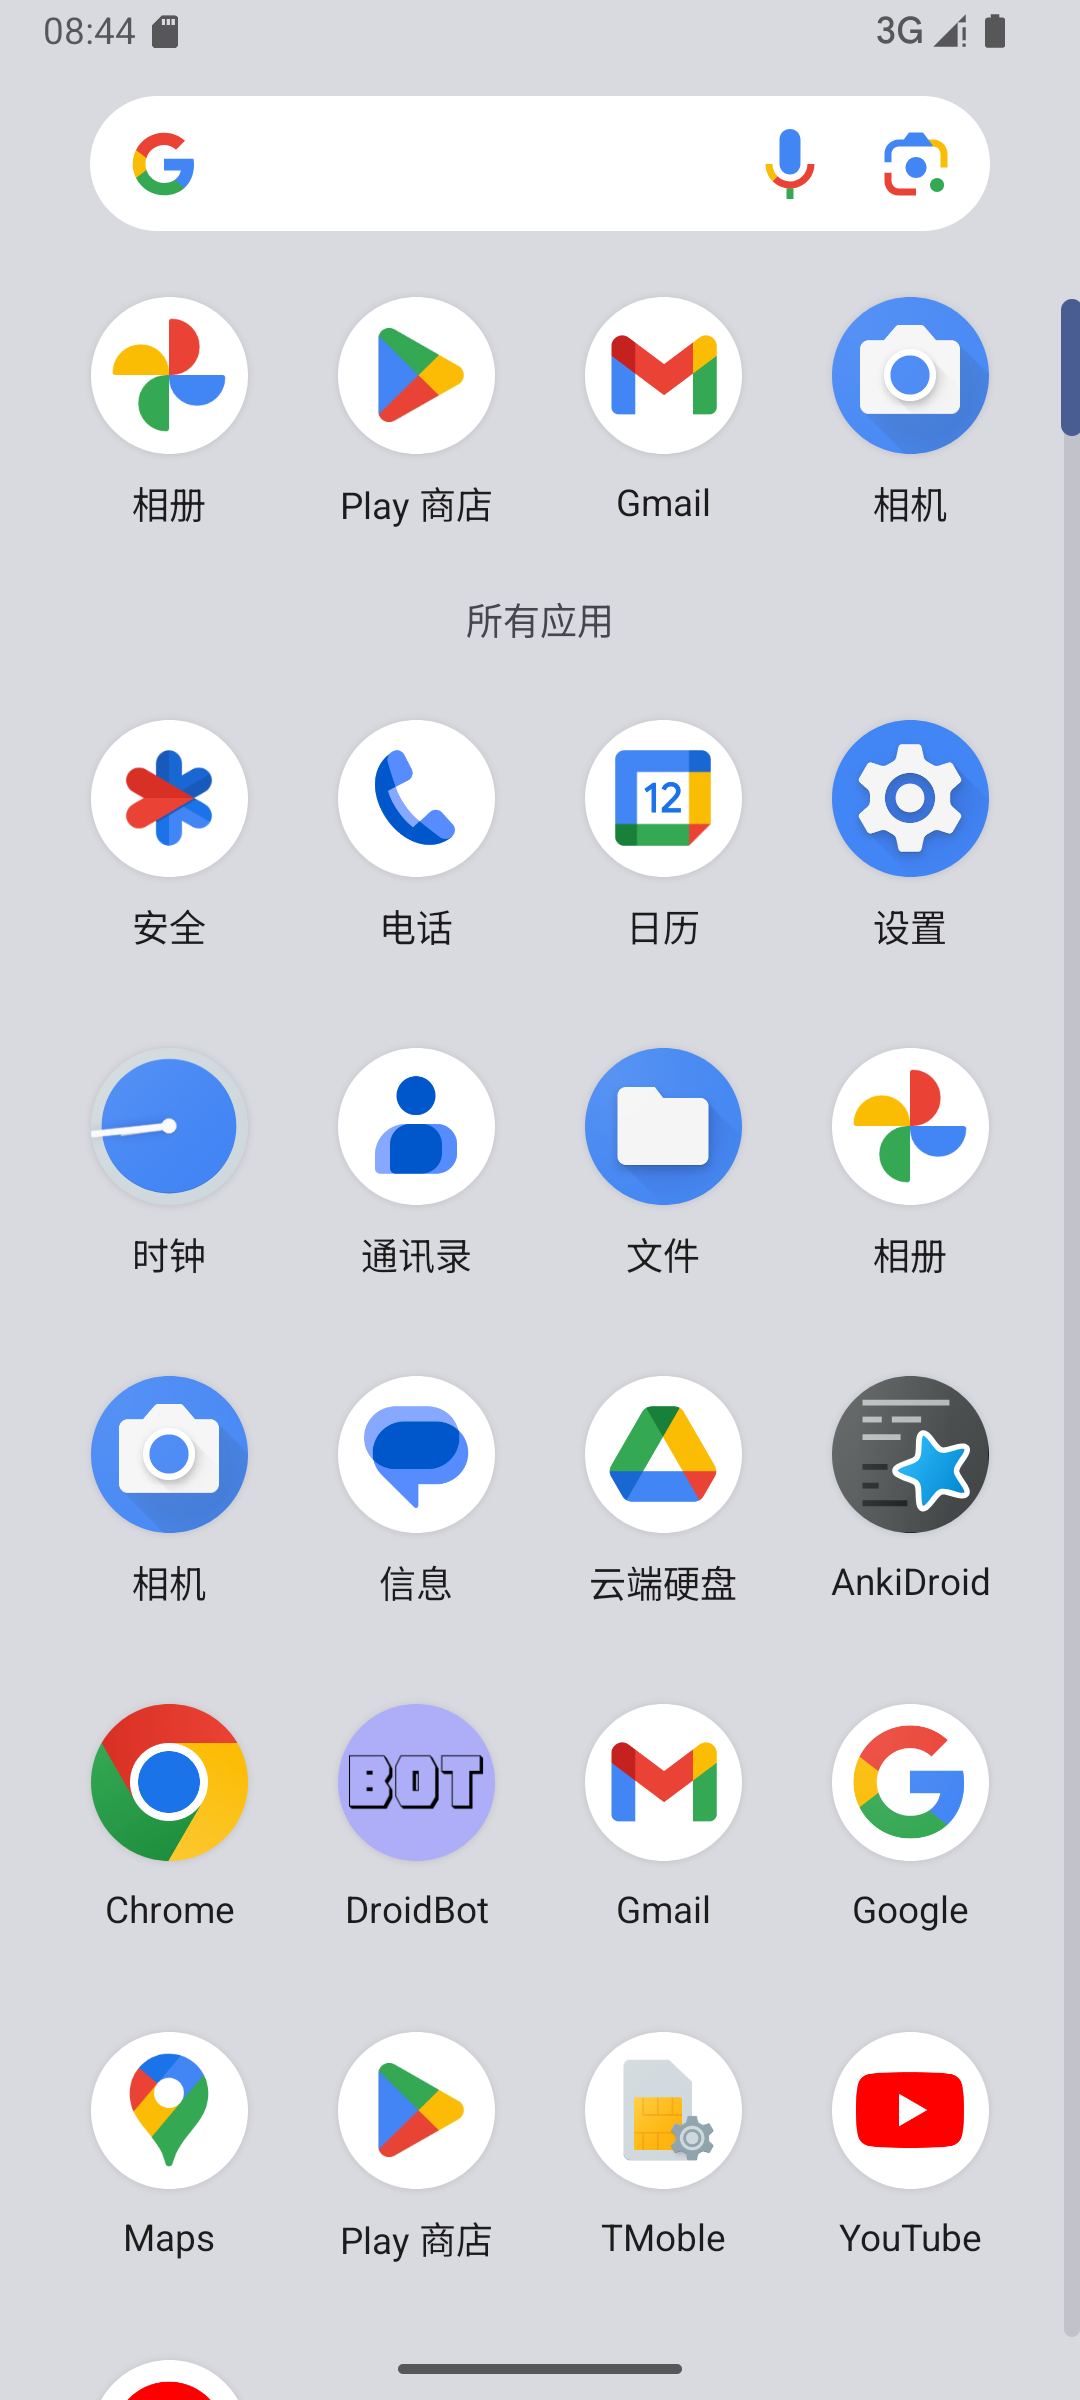 08:44 3G
相册 Play 商店 Gmail 相机
所有应用
12
安全 电话 日历 设置
时钟 通讯录 文件 相册
相机 信息 云端硬盘 AnkiDroid
BOT
Chrome DroidBot Gmail Google
Maps Play 商店 TMoble YouTube